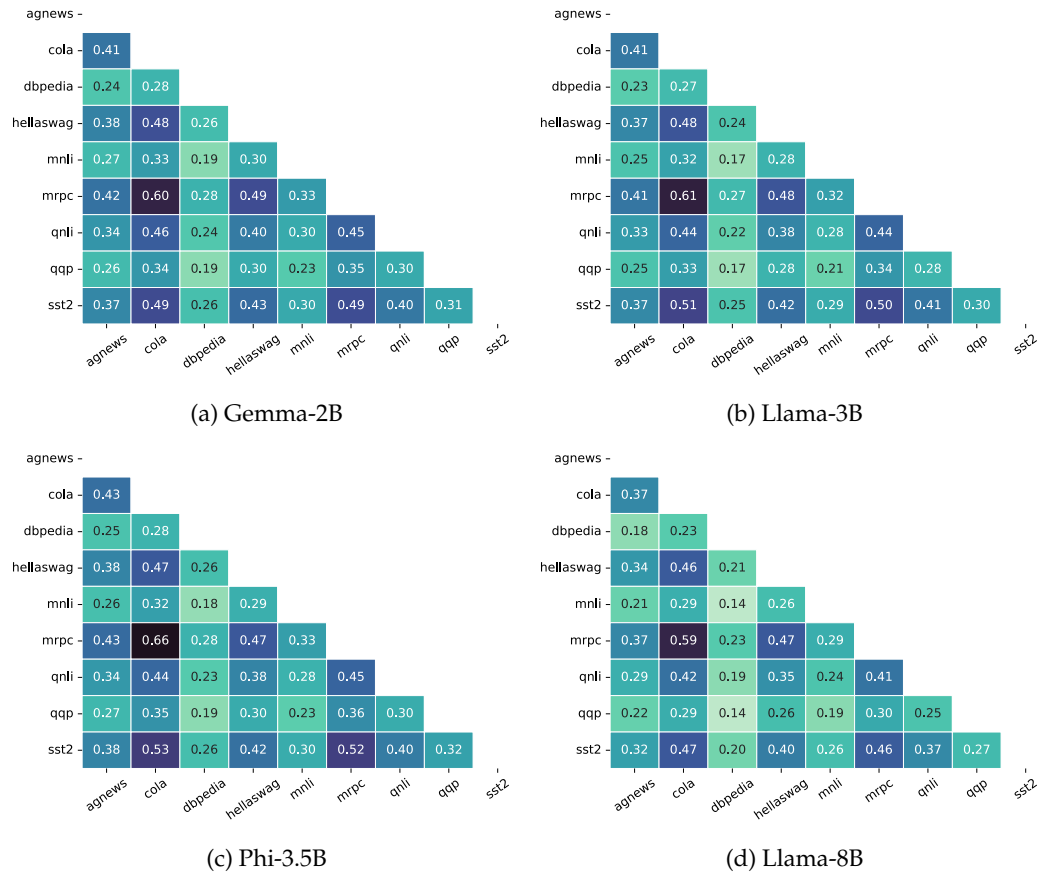 agnews
cola 0.41
dbpedia 0.24 0.28
hellaswag 0.38 0.48 0.26
mnli 0.27 0.33 0.19 0.30
mrpc 0.42 0.60 0.28 0.49 0.33
qnli 0.34 0.46 0.24 0.40 0.30 0.45
qqp 0.26 0.34 0.19 0.30 0.23 0.35 0.30
sst2 0.37 0.49 0.26 0.43 0.30 0.49 0.40 0.31
agnews cola dbpedia hellaswag mnli mrpc qnli qqp sst2
(a) Gemma-2B
agnews
cola 0.41
dbpedia 0.23 0.27
hellaswag 0.37 0.48 0.24
mnli 0.25 0.32 0.17 0.28
mrpc 0.41 0.61 0.27 0.48 0.32
qnli 0.33 0.44 0.22 0.38 0.28 0.44
qqp 0.25 0.33 0.17 0.28 0.21 0.34 0.28
sst2 0.37 0.51 0.25 0.42 0.29 0.50 0.41 0.30
agnews cola dbpedia hellaswag mnli mrpc qnli qqp sst2
(b) Llama-3B
agnews
cola 0.43
dbpedia 0.25 0.28
hellaswag 0.38 0.47 0.26
mnli 0.26 0.32 0.18 0.29
mrpc 0.43 0.66 0.28 0.47 0.33
qnli 0.34 0.44 0.23 0.38 0.28 0.45
qqp 0.27 0.35 0.19 0.30 0.23 0.36 0.30
sst2 0.38 0.53 0.26 0.42 0.30 0.52 0.40 0.32
agnews cola dbpedia hellaswag mnli mrpc qnli qqp sst2
(c) Phi-3.5B
agnews
cola 0.37
dbpedia 0.18 0.23
hellaswag 0.34 0.46 0.21
mnli 0.21 0.29 0.14 0.26
mrpc 0.37 0.59 0.23 0.47 0.29
qnli 0.29 0.42 0.19 0.35 0.24 0.41
qqp 0.22 0.29 0.14 0.26 0.19 0.30 0.25
sst2 0.32 0.47 0.20 0.40 0.26 0.46 0.37 0.27
agnews cola dbpedia hellaswag mnli mrpc qnli qqp sst2
(d) Llama-8B